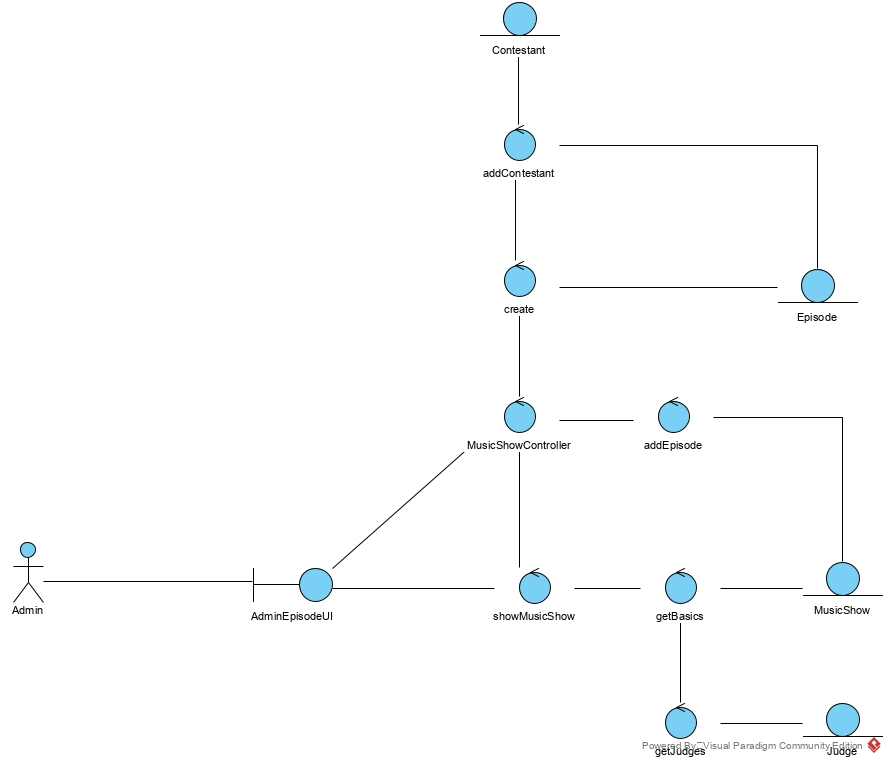 Contestant
addContestant
create
Episode
MusicShowController
addEpisode
Admin
AdminEpisodeUI
showMusicShow
getBasics
MusicShow
Powered By Visual Paradigm Community Edition
getJudges
Judge